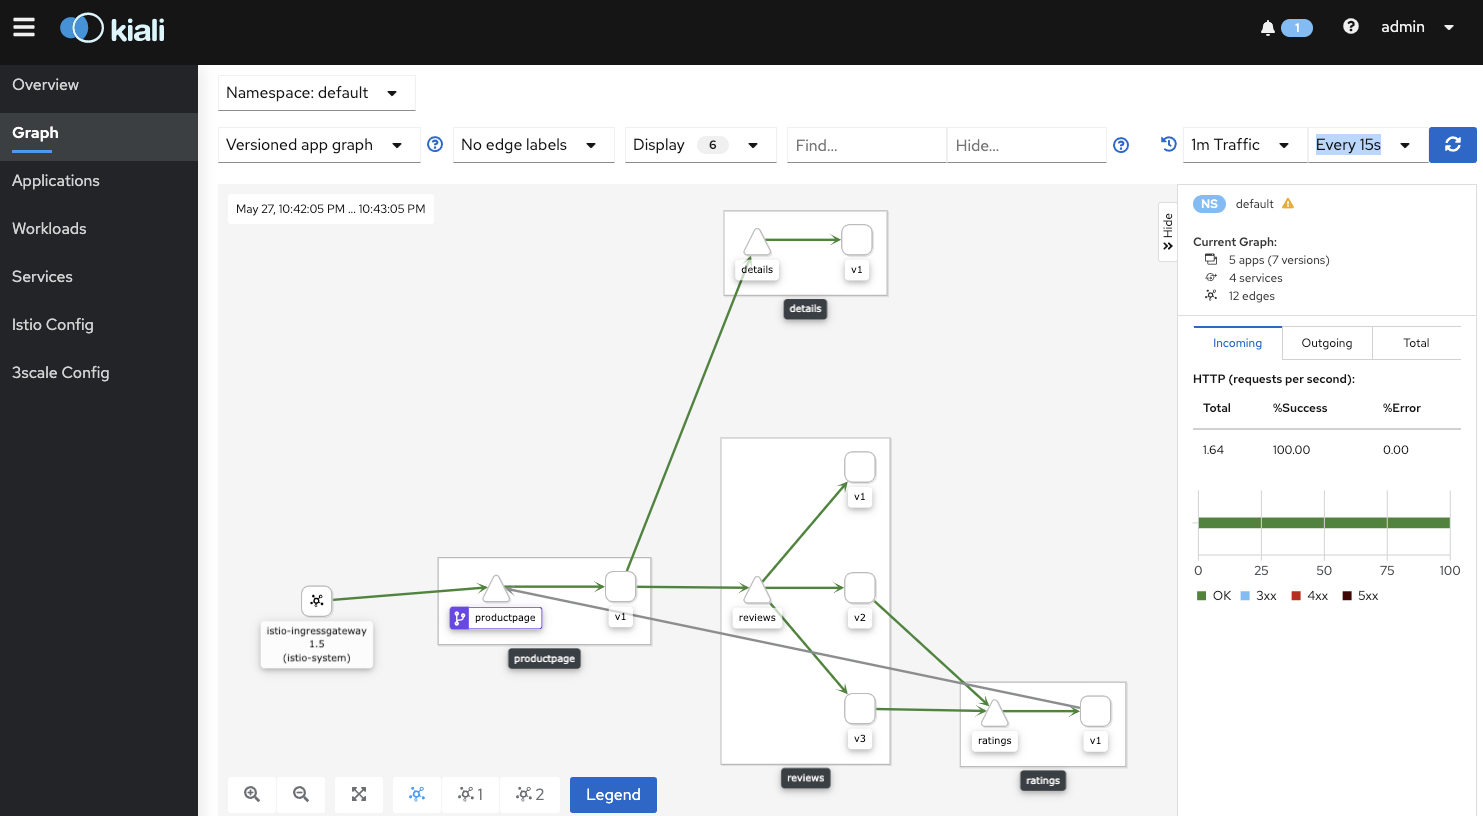 kiali
1
admin
Overview
Graph
Applications
Workloads
Services
Istio Config
3scale Config
Namespace: default
Versioned app graph
No edge labels
Display 6
Find...
Hide...
1m Traffic
Every 15s
May 27, 10:42:05 PM ... 10:43:05 PM
details
v1
details
v1
v2
v3
reviews
reviews
istio-ingressgateway
1.5
(istio-system)
productpage
v1
productpage
ratings
v1
ratings
1
2
Legend
Hide
NS default
Current Graph:
5 apps (7 versions)
4 services
12 edges
Incoming Outgoing Total
HTTP (requests per second):
Total %Success %Error
1.64 100.00 0.00
0 25 50 75 100
OK 3xx 4xx 5xx